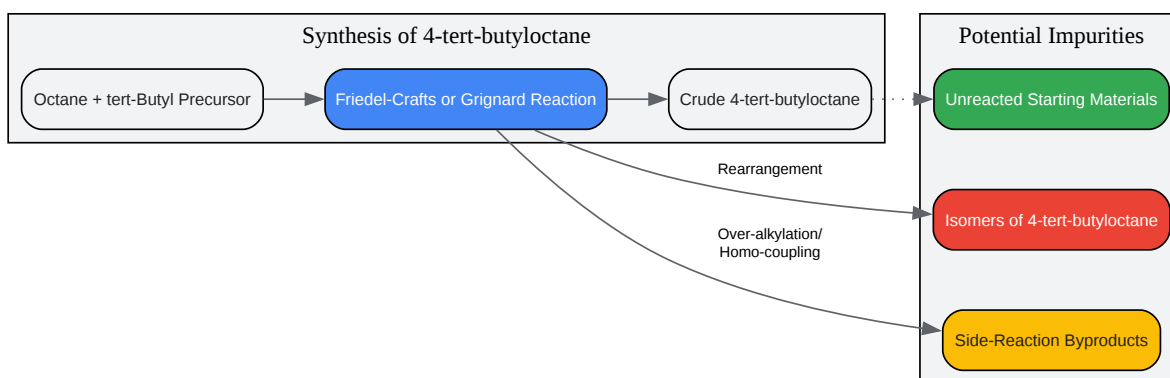 Synthesis of 4-tert-butyloctane
Potential Impurities
Octane + tert-Butyl Precursor
Friedel-Crafts or Grignard Reaction
Crude 4-tert-butyloctane
Unreacted Starting Materials
Rearrangement
Isomers of 4-tert-butyloctane
Over-alkylation/
Homo-coupling
Side-Reaction Byproducts